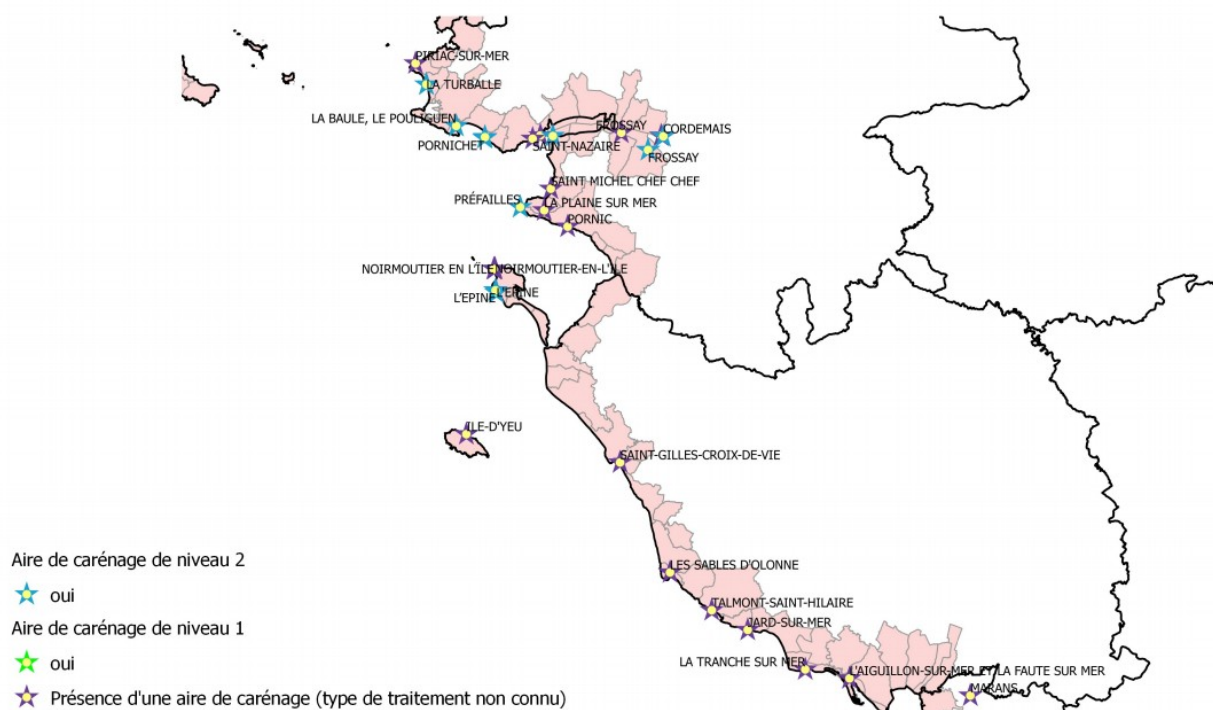 PIRIAC-SUR-MER
LA TURBALLE
LA BAULE, LE POULIGUEN
PORNICHET
SAINT-NAZAIRE
FROSSAY
CORDEMAIS
FROSSAY
SAINT MICHEL CHEF CHEF
PRÉFAILLES
LA PLAINE SUR MER
PORNIC
NOIRMOUTIER EN L'ÎLE
NOIRMOUTIER-EN-L'ILE
L'EPINE
L'EPINE
ILE-D'YEU
SAINT-GILLES-CROIX-DE-VIE
LES SABLES D'OLONNE
TALMONT-SAINT-HILAIRE
JARD-SUR-MER
LA TRANCHE SUR MER
L'AIGUILLON-SUR-MER ET LA FAUTE SUR MER
MARANS
Aire de carénage de niveau 2
oui
Aire de carénage de niveau 1
oui
Présence d'une aire de carénage (type de traitement non connu)